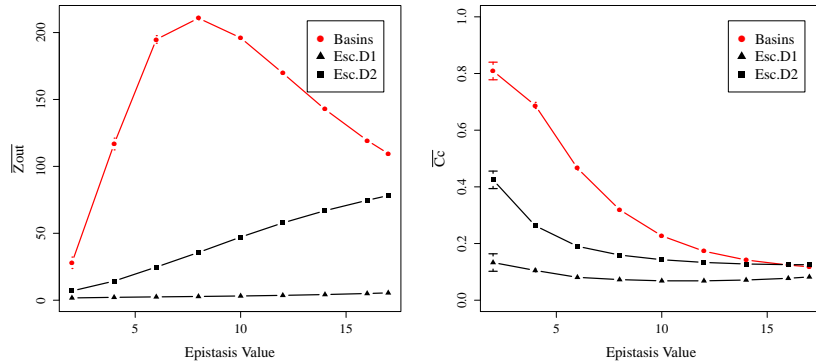 Basins
Esc.D1
Esc.D2
200
150
100
50
0
Zout
5
10
15
Epistasis Value
Basins
Esc.D1
Esc.D2
1.0
0.8
0.6
0.4
0.2
0.0
Cc
5
10
15
Epistasis Value